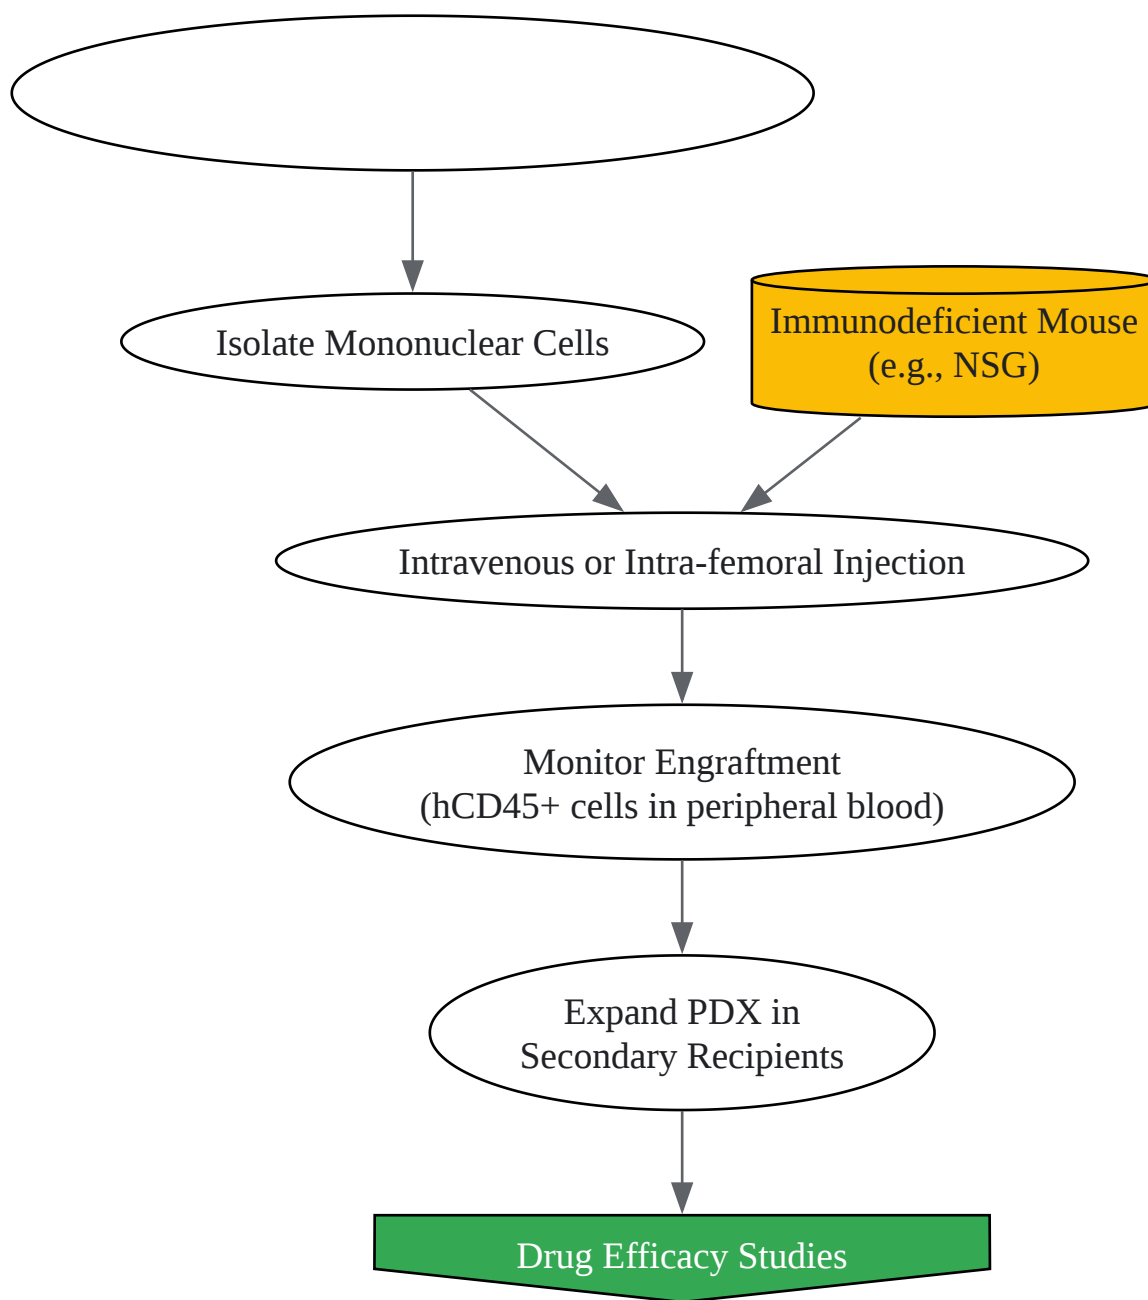 Isolate Mononuclear Cells
Immunodeficient Mouse
(e.g., NSG)
Intravenous or Intra-femoral Injection
Monitor Engraftment
(hCD45+ cells in peripheral blood)
Expand PDX in
Secondary Recipients
Drug Efficacy Studies